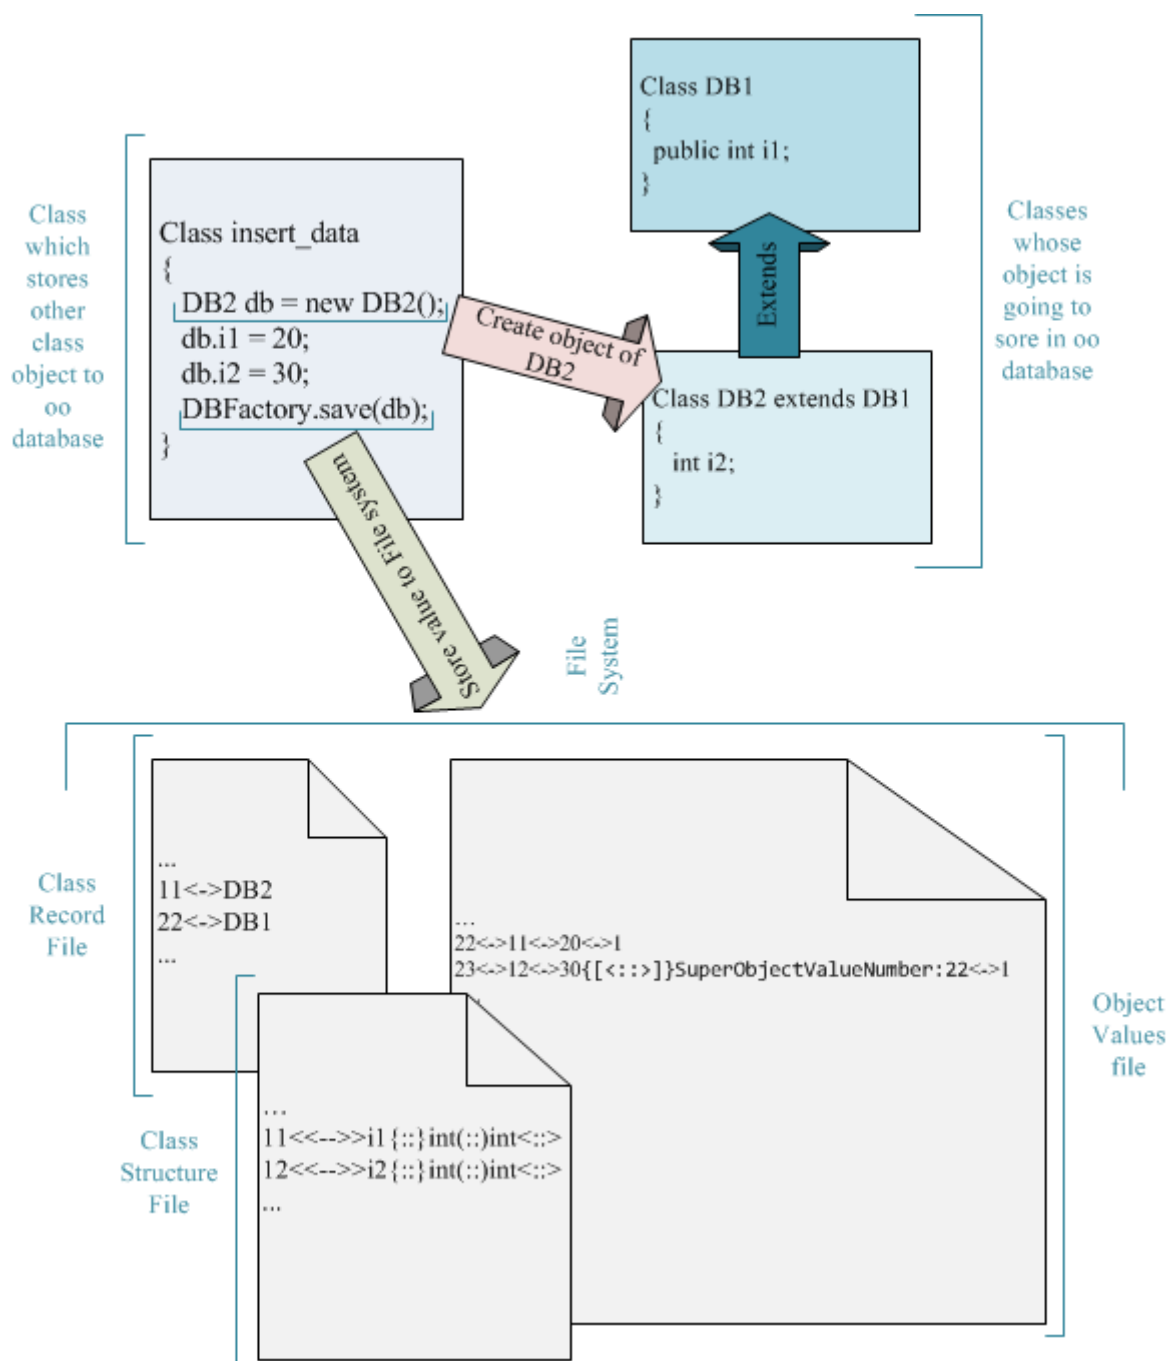 Class
which
stores
other
class
object to
oo
database
Class insert_data
{
DB2 db = new DB2();
db.i1 = 20;
db.i2 = 30;
DBFactory.save(db);
}
Create object of
DB2
Class DB1
{
public int i1;
}
Extends
Class DB2 extends DB1
{
int i2;
}
Classes
whose
object is
going to
sore in oo
database
Store value to File system
File
System
Class
Record
File
...
11<->DB2
22<->DB1
...
Class
Structure
File
...
11<<-->>i1{::}int(::)int<::>
12<<-->>i2{::}int(::)int<::>
...
...
22<->11<->20<->1
23<->12<->30{[<::>]}SuperObjectValueNumber:22<->1
Object
Values
file